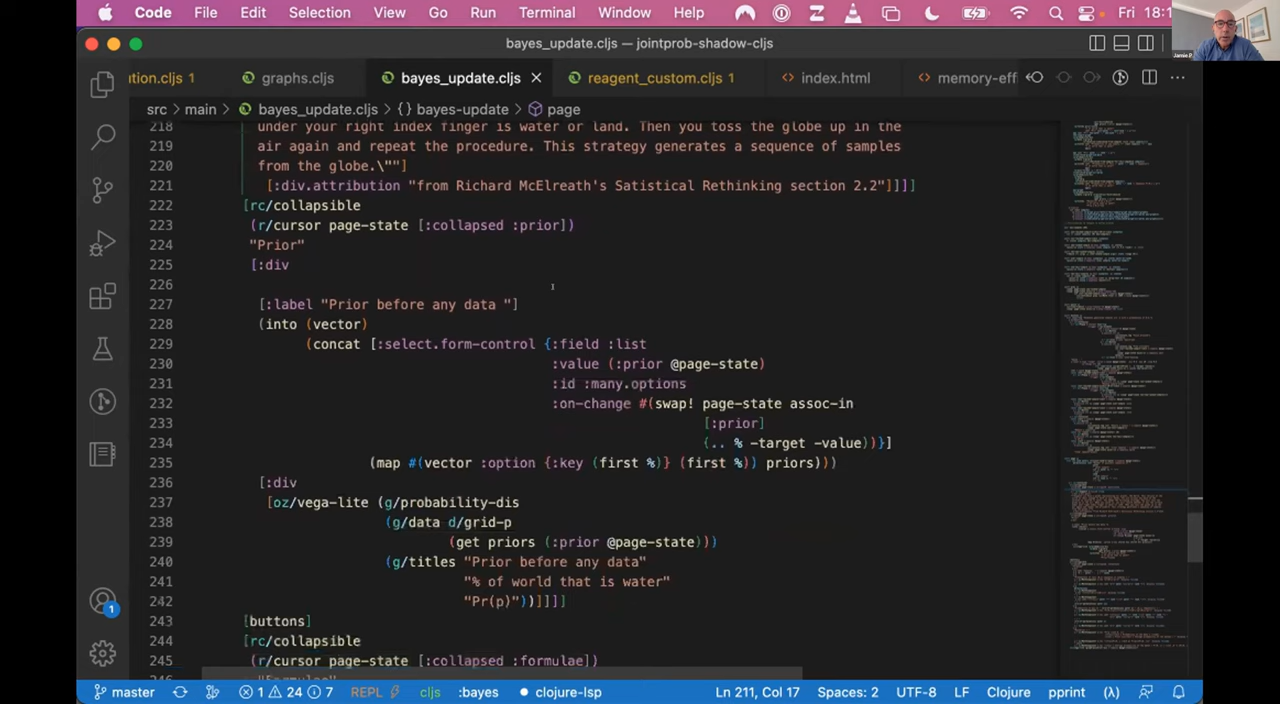 Code File Edit Selection View Go Run Terminal Window Help Fri 18:1
bayes_update.cljs — jointprob-shadow-cljs
ution.cljs 1 graphs.cljs bayes_update.cljs reagent_custom.cljs 1 index.html memory-eff
src > main > bayes_update.cljs > {} bayes-update > page
218 under your right index finger is water or land. Then you toss the globe up in the
219 air again and repeat the procedure. This strategy generates a sequence of samples
220 from the globe.\""]
221 [:div.attribution "from Richard McElreath's Satistical Rethinking section 2.2"]]]]
222 [rc/collapsible
223 (r/cursor page-state [:collapsed :prior])
224 "Prior"
225 [:div
226
227 [:label "Prior before any data "]
228 (into (vector)
229 (concat [:select.form-control {:field :list
230 :value (:prior @page-state)
231 :id :many.options
232 :on-change #(swap! page-state assoc-in
233 [:prior]
234 (.. % -target -value))}]
235 (map #(vector :option {:key (first %)} (first %)) priors)))
236 [:div
237 [oz/vega-lite (g/probability-dis
238 (g/data d/grid-p
239 (get priors (:prior @page-state)))
240 (g/titles "Prior before any data"
241 "% of world that is water"
242 "Pr(p)"))]]]]
243 [buttons]
244 [rc/collapsible
245 (r/cursor page-state [:collapsed :formulae])
master 1 24 7 REPL cljs :bayes clojure-lsp Ln 211, Col 17 Spaces: 2 UTF-8 LF Clojure pprint (λ)